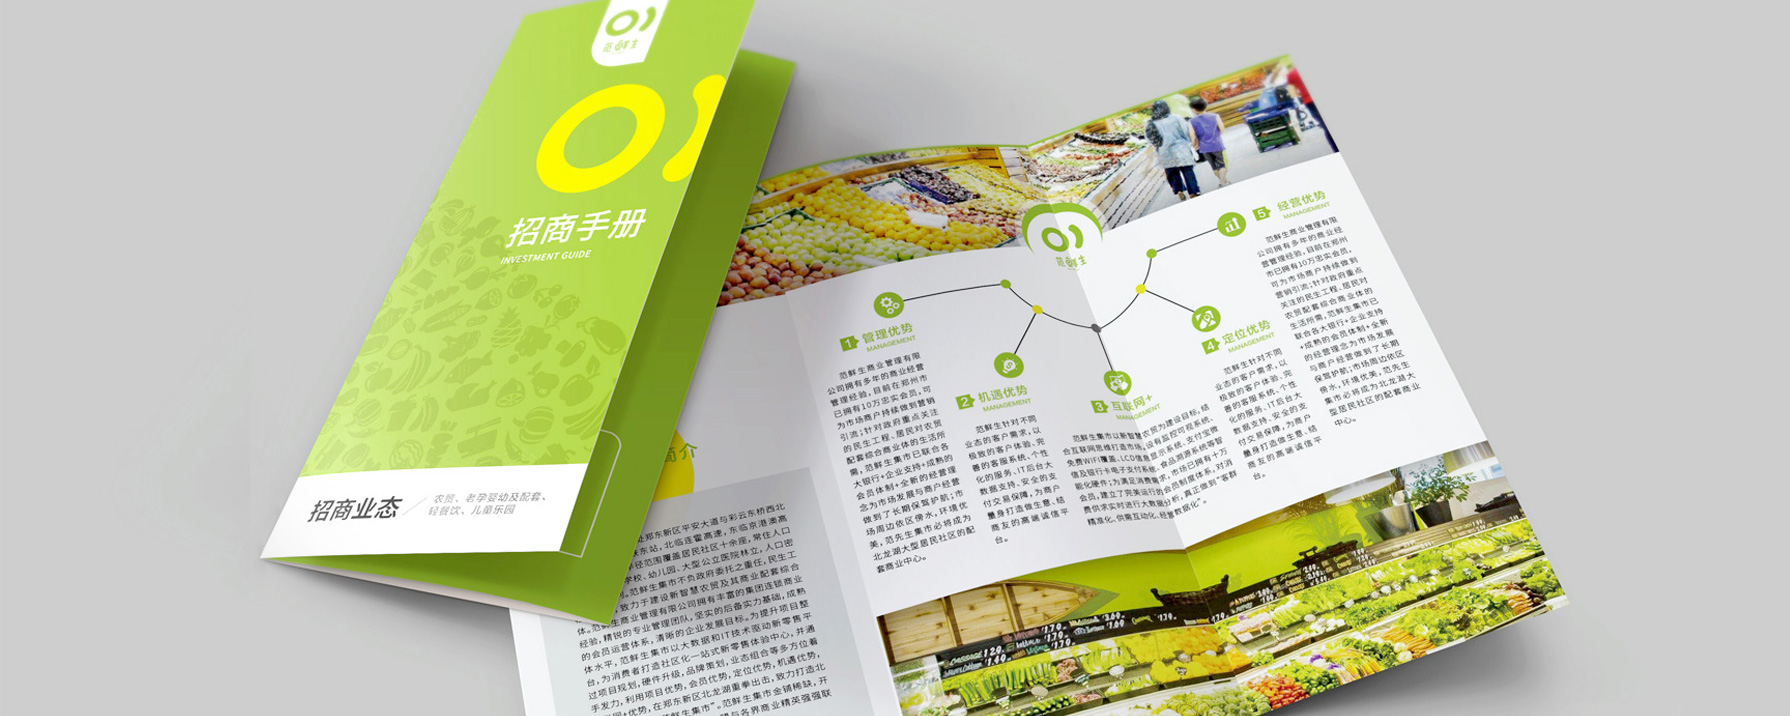 范鲜生
招商手册
INVESTMENT GUIDE
招商业态
农贸、老孕婴幼及配套、
轻餐饮、儿童乐园
简介
处郑东新区平安大道与彩云东桥西北
东站,北临连霍高速,东临京港澳高
径范围覆盖居民社区十余座,常住人口
学校、幼儿园、大型公立医院林立,人口密
范鲜生集市不负政府委托之重任,民生工
致力于建设新智慧农贸及其商业配套综合
体。范鲜生商业管理有限公司拥有丰富的集团连锁商业
经验,精锐的专业管理团队,坚实的后备实力基础,成熟
的会员运营体系,清晰的企业发展目标。为提升项目整
体水平,范鲜生集市以大数据和IT技术驱动新零售平
台,为消费者打造社区化一站式新零售体验中心,并通
过项目规划,硬件升级,品牌策划,业态组合等多方位着
手发力,利用项目优势,会员优势,定位优势,机遇优势,
网+优势,在郑东新区北龙湖重拳出击,致力打造北
鲜生集市”。范鲜生集市金铺稀缺,开
与各界商业精英强强联
范鲜生
1 管理优势
MANAGEMENT
范鲜生商业管理有限
公司拥有多年的商业经营
管理经验,目前在郑州市
已拥有10万忠实会员,可
为市场商户持续做到营销
引流;针对政府重点关注
的民生工程、居民对农贸
配套综合商业体的生活所
需,范鲜生集市已联合各
大银行+企业支持+成熟的
会员体制+全新的经营理
念为市场发展与商户经营
做到了长期保驾护航;市
场周边依区傍水,环境优
美,范先生集市必将成为
北龙湖大型居民社区的配
套商业中心。
2 机遇优势
MANAGEMENT
范鲜生针对不同
业态的客户需求,以
极致的客户体验、完
善的客服系统、个性
化的服务、IT后台大
数据支持、安全的支
付交易保障,为商户
量身打造做生意、结
商友的高端诚信平
台。
3 互联网+
MANAGEMENT
范鲜生集市以新智慧农贸为建设目标,结
合互联网思维打造市场,设有监控可视系统、
免费WIFI覆盖、LCD信息显示系统、支付宝微
信及银行卡电子支付系统、食品溯源系统等智
能化硬件;为满足消费需求,市场已拥有十万
会员,建立了完美运行的会员制度体系,对消
费供求实时进行大数据分析,真正做到“客群
精准化,供需互动化,经营数据化”。
4 定位优势
MANAGEMENT
范鲜生针对不同
业态的客户需求,以
极致的客户体验、完
善的客服系统、个性
化的服务、IT后台大
数据支持、安全的支
付交易保障,为商户
量身打造做生意、结
商友的高端诚信平
台。
5 经营优势
MANAGEMENT
范鲜生商业管理有限
公司拥有多年的商业经
营管理经验,目前在郑州
市已拥有10万忠实会员,
可为市场商户持续做到
营销引流;针对政府重点
关注的民生工程、居民对
农贸配套综合商业体的
生活所需,范鲜生集市已
联合各大银行+企业支持
+成熟的会员体制+全新
的经营理念为市场发展
与商户经营做到了长期
保驾护航;市场周边依区
傍水,环境优美,范先生
集市必将成为北龙湖大
型居民社区的配套商业
中心。